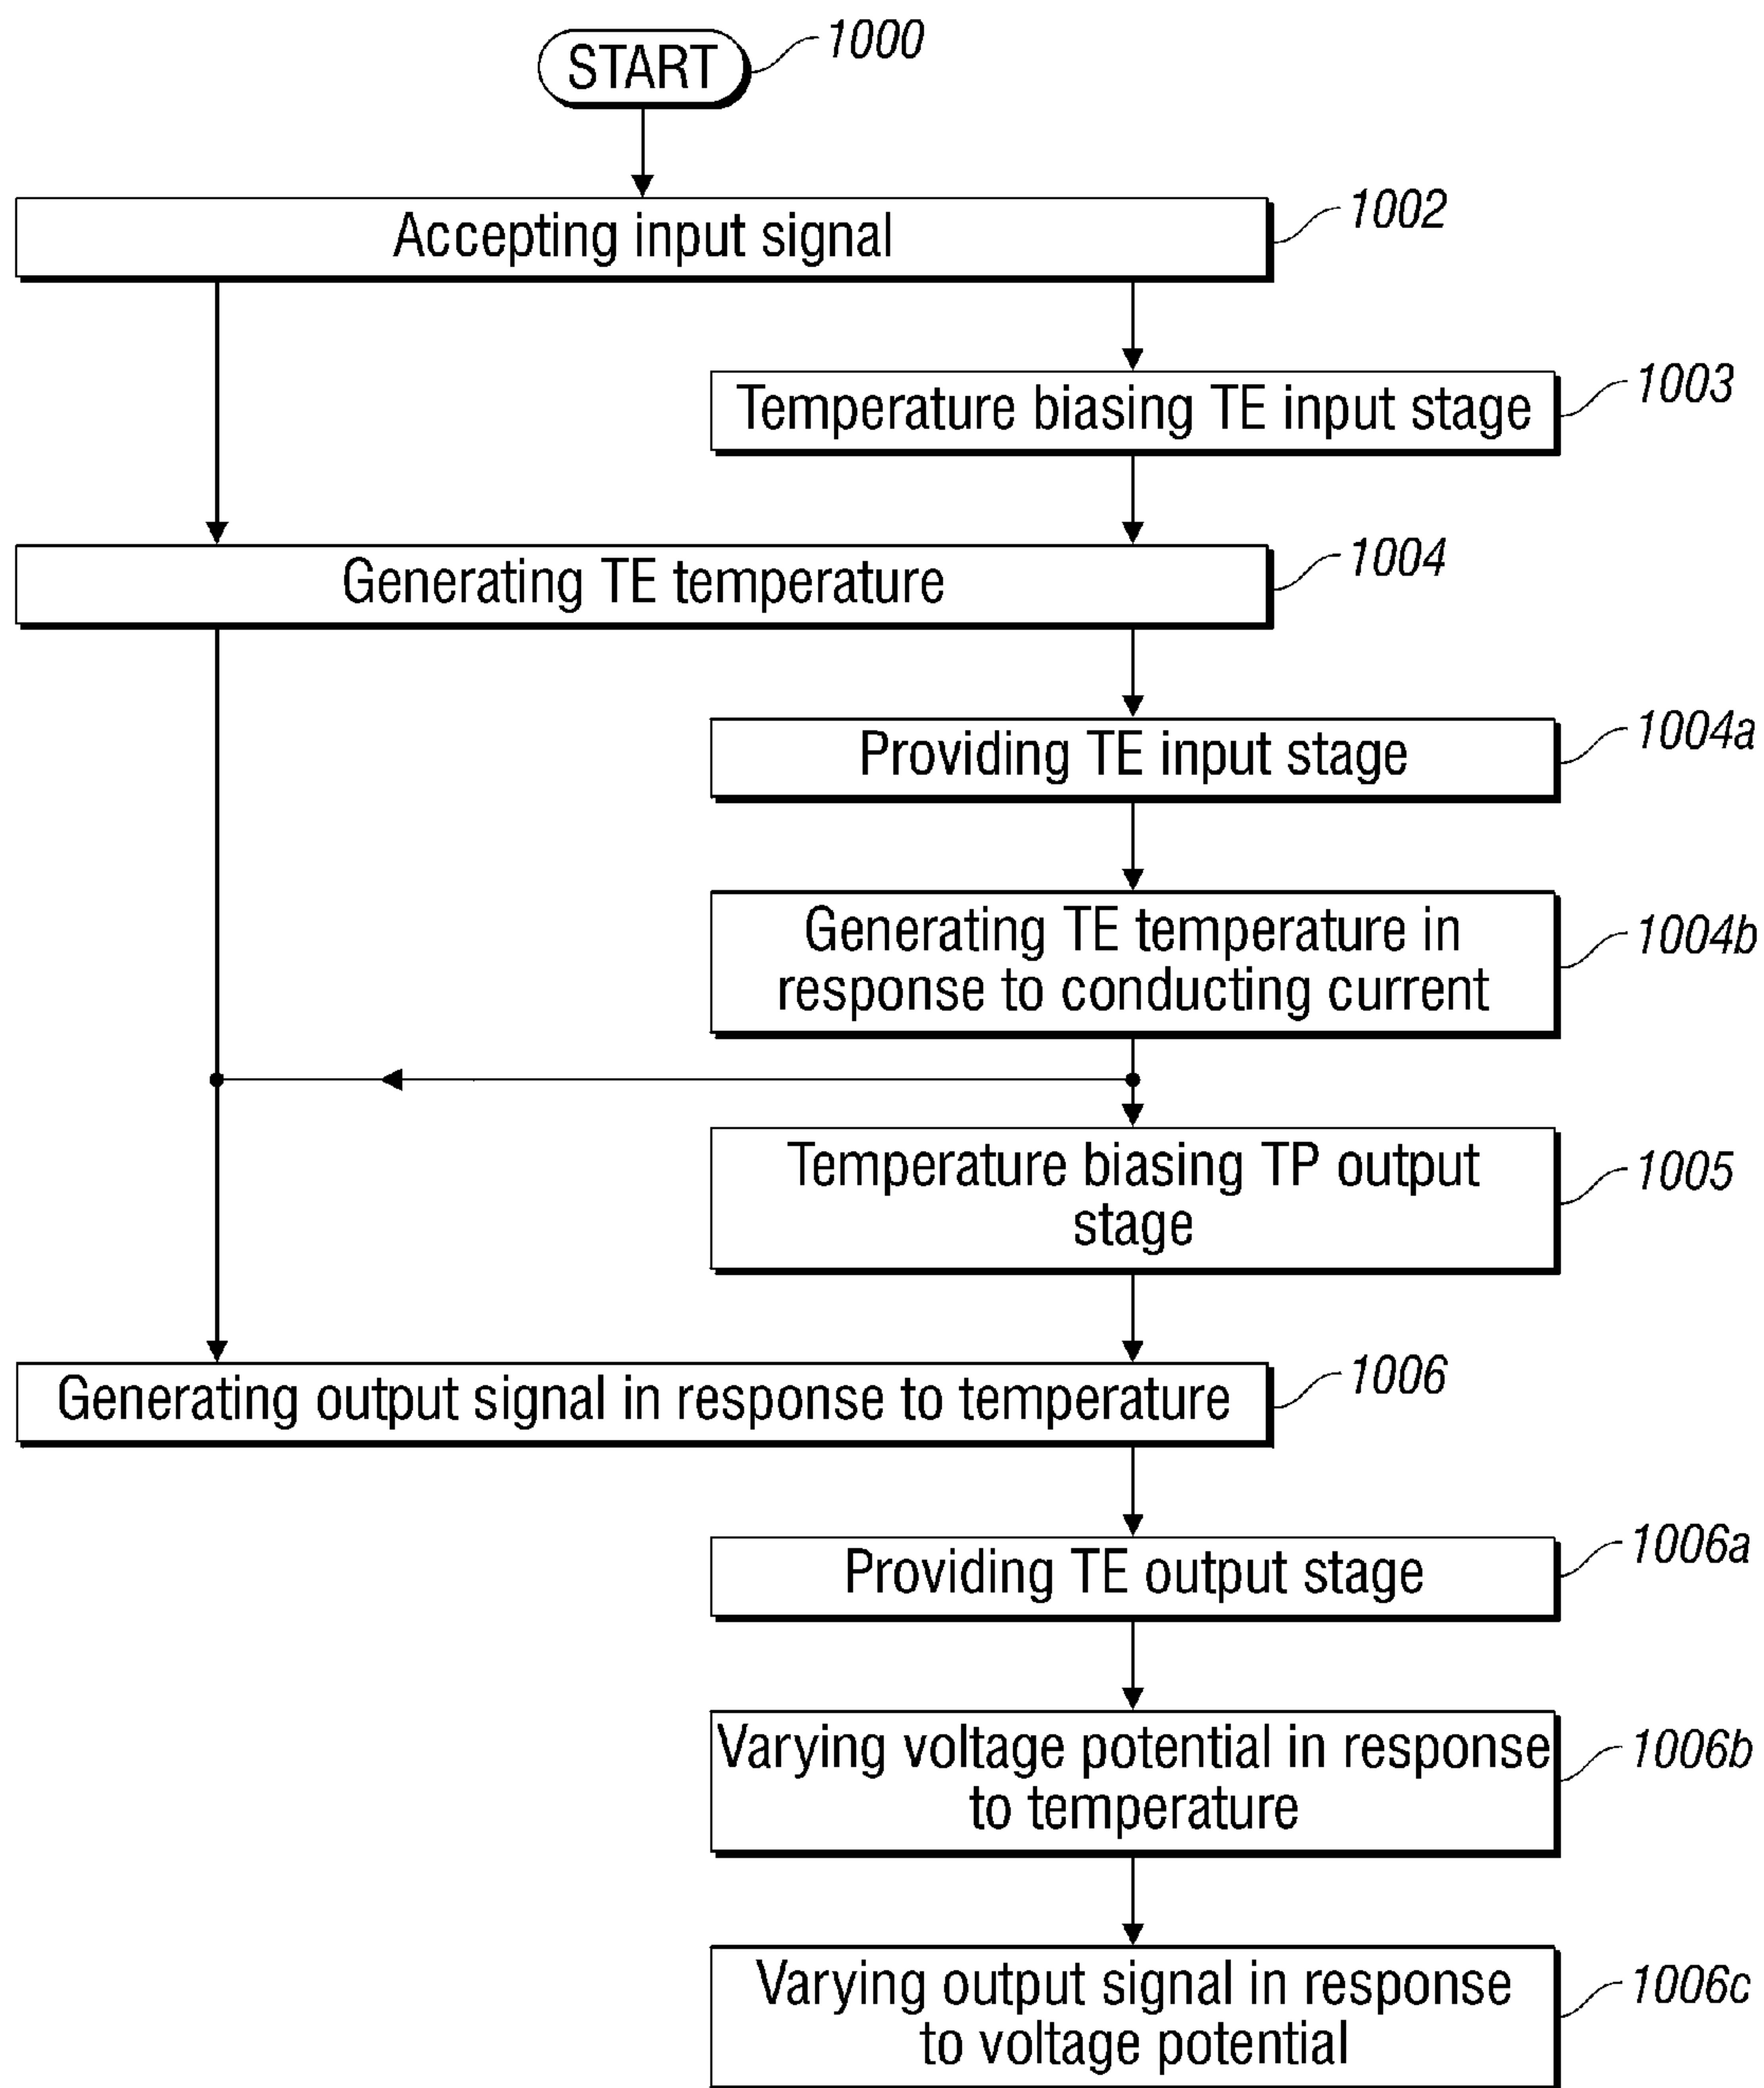 START
1000
Accepting input signal
1002
Temperature biasing TE input stage
1003
Generating TE temperature
1004
Providing TE input stage
1004a
Generating TE temperature in
response to conducting current
1004b
Temperature biasing TP output
stage
1005
Generating output signal in response to temperature
1006
Providing TE output stage
1006a
Varying voltage potential in response
to temperature
1006b
Varying output signal in response
to voltage potential
1006c